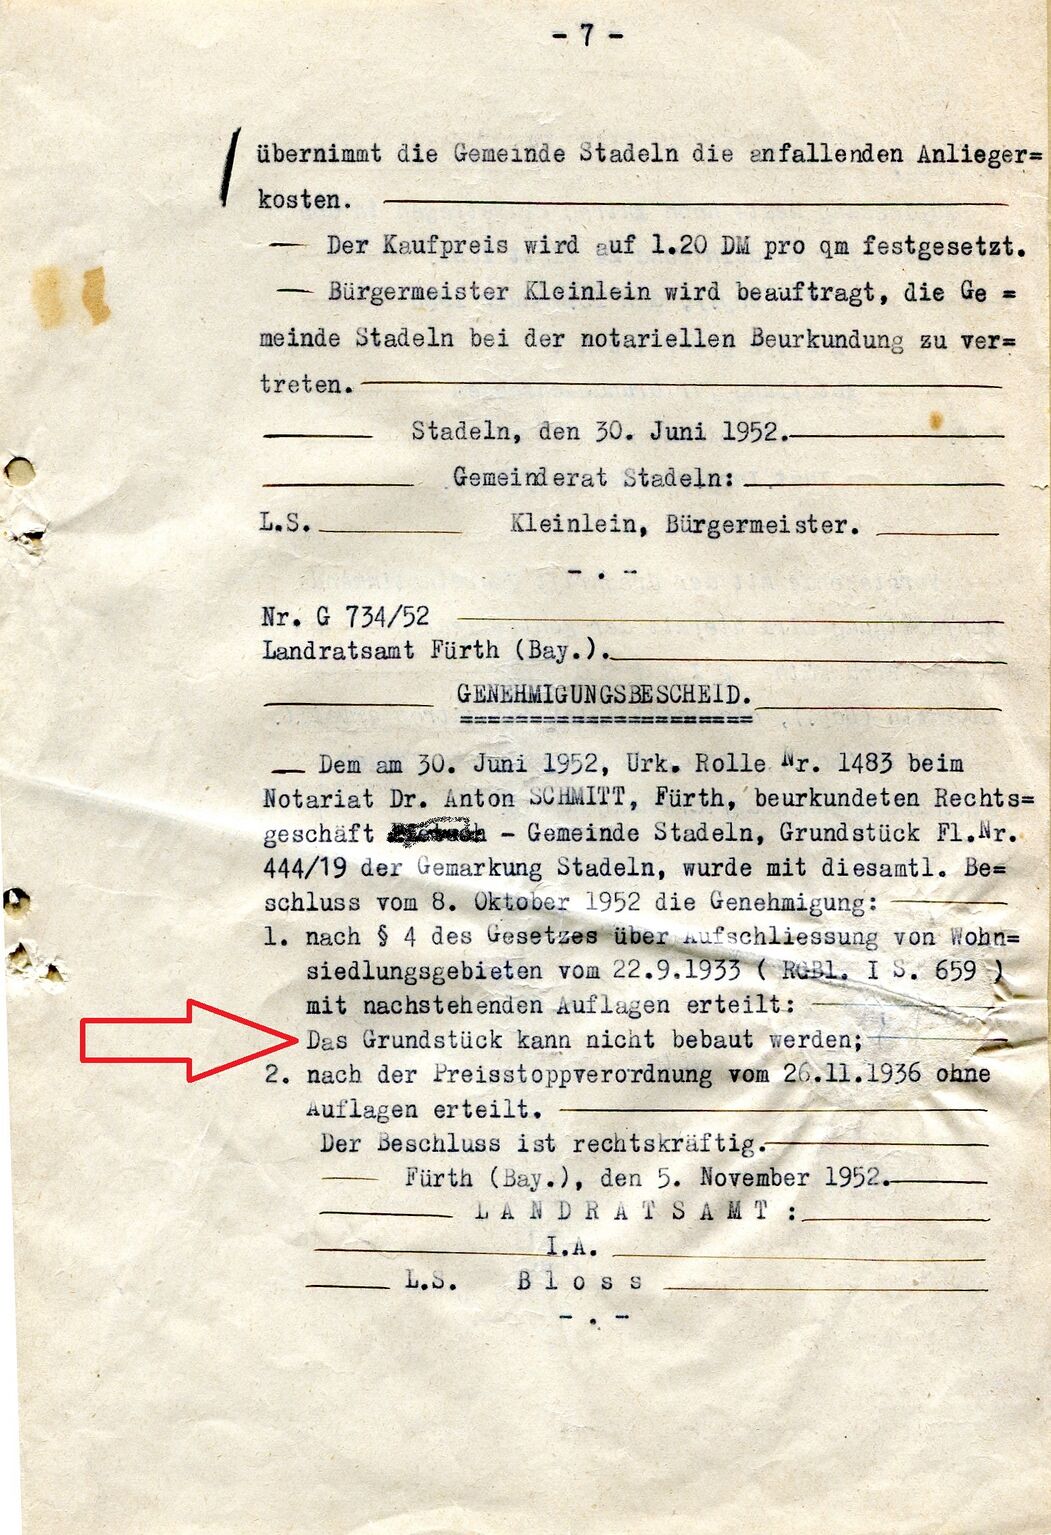 - 7 -
übernimmt die Gemeinde Stadeln die anfallenden Anlieger=
kosten.
Der Kaufpreis wird auf 1.20 DM pro qm festgesetzt.
Bürgermeister Kleinlein wird beauftragt, die Ge =
meinde Stadeln bei der notariellen Beurkundung zu ver=
treten.
Stadeln, den 30. Juni 1952.
Gemeinderat Stadeln:
L.S. Kleinlein, Bürgermeister.
- . -
Nr. G 734/52
Landratsamt Fürth (Bay.).
GENEHMIGUNGSBESCHEID.
=====================
Dem am 30. Juni 1952, Urk. Rolle Nr. 1483 beim
Notariat Dr. Anton SCHMITT, Fürth, beurkundeten Rechts=
geschäft - Gemeinde Stadeln, Grundstück Fl.Nr.
444/19 der Gemarkung Stadeln, wurde mit diesamtl. Be=
schluss vom 8. Oktober 1952 die Genehmigung:
1. nach § 4 des Gesetzes über Aufschliessung von Wohn=
siedlungsgebieten vom 22.9.1933 ( RGBl. I S. 659 )
mit nachstehenden Auflagen erteilt:
Das Grundstück kann nicht bebaut werden;
2. nach der Preisstoppverordnung vom 26.11.1936 ohne
Auflagen erteilt.
Der Beschluss ist rechtskräftig.
Fürth (Bay.), den 5. November 1952.
L A N D R A T S A M T :
I.A.
L.S. B l o s s
- . -